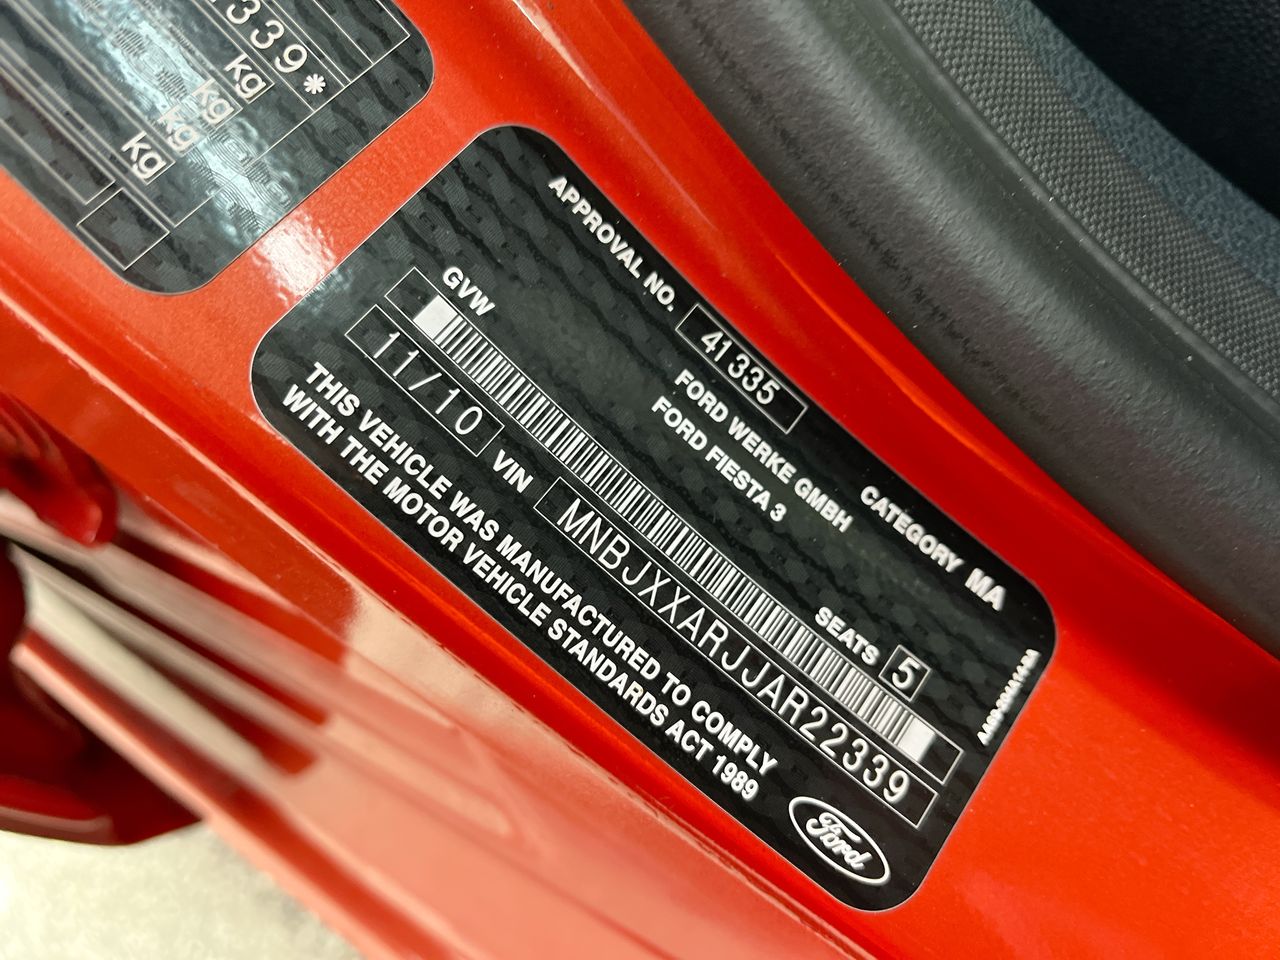 1339*
kg
kg
kg
kg
APPROVAL NO. 41335
CATEGORY MA
FORD WERKE GMBH
FORD FIESTA 3
GVW
SEATS 5
11/10 VIN MNBJXXARJJAR22339
THIS VEHICLE WAS MANUFACTURED TO COMPLY
WITH THE MOTOR VEHICLE STANDARDS ACT 1989
Ford